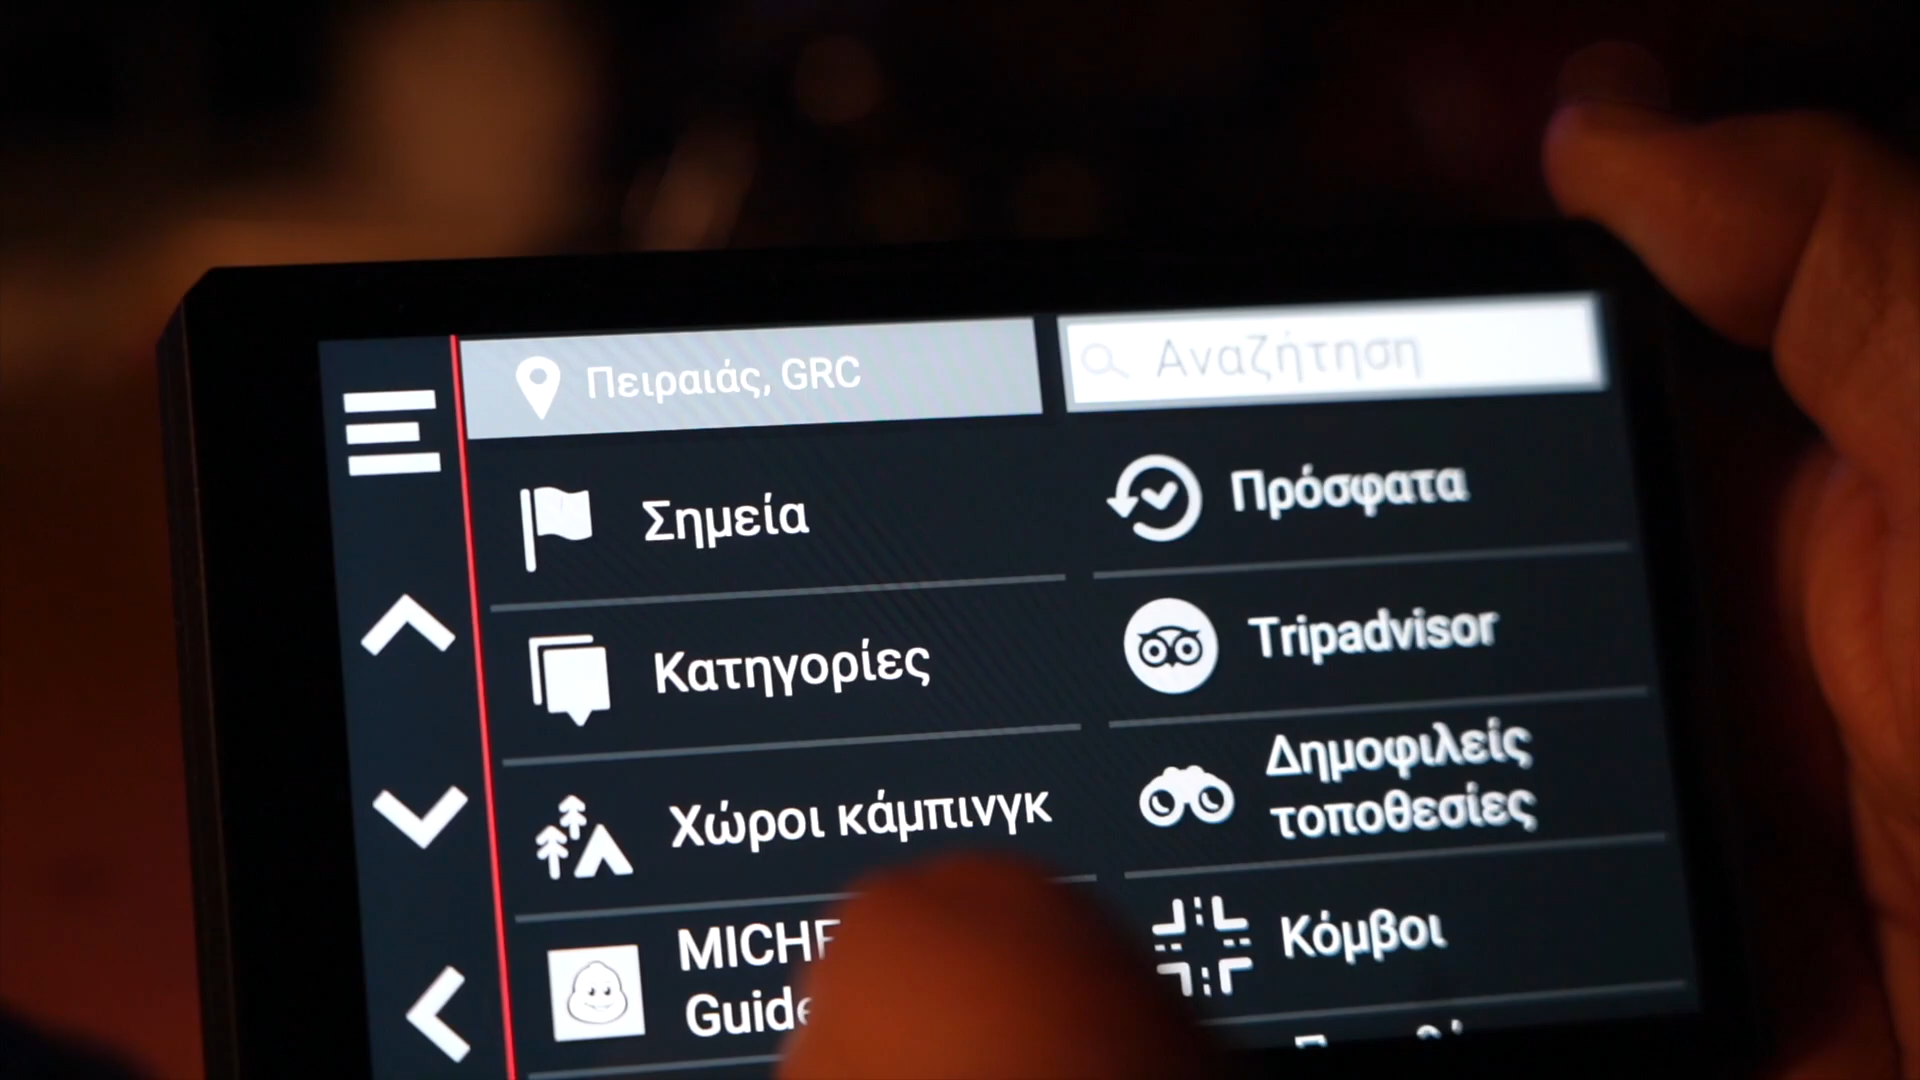 Πειραιάς, GRC
Αναζήτηση
Σημεία
Πρόσφατα
Κατηγορίες
Tripadvisor
Χώροι κάμπινγκ
Δημοφιλείς
τοποθεσίες
Κόμβοι